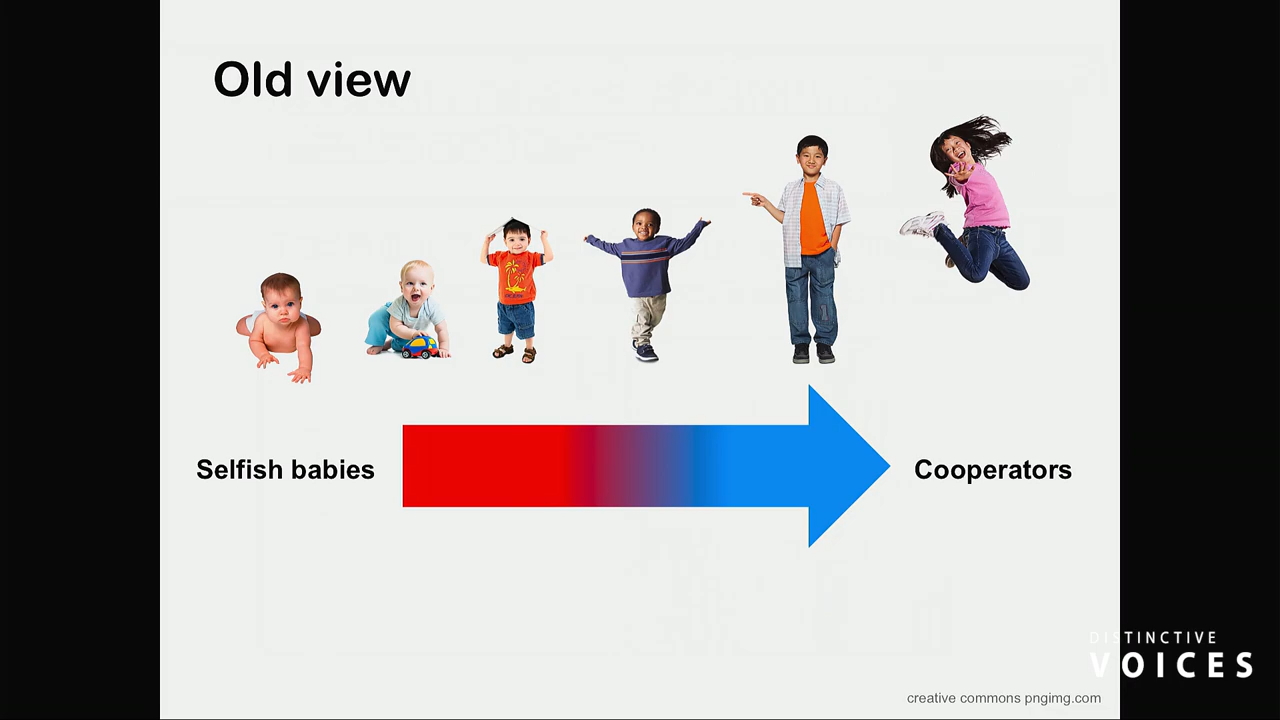 Old view
Selfish babies
Cooperators
DISTINCTIVE
VOICES
creative commons pngimg.com